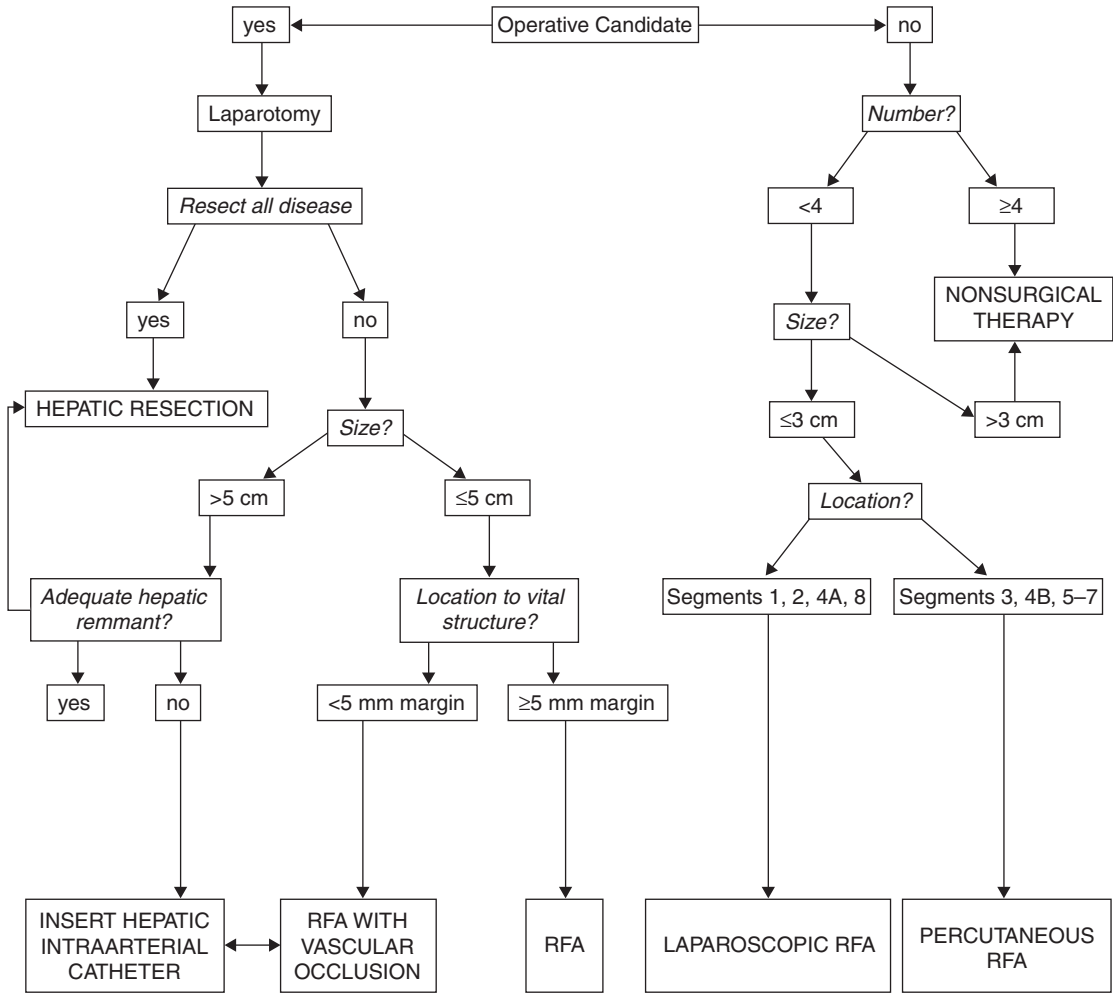 yes
Operative Candidate
no
Laparotomy
Number?
Resect all disease
<4
≥4
yes
no
Size?
NONSURGICAL
THERAPY
HEPATIC RESECTION
Size?
≤3 cm
>3 cm
>5 cm
≤5 cm
Location?
Adequate hepatic
remnant?
Location to vital
structure?
Segments 1, 2, 4A, 8
Segments 3, 4B, 5–7
yes
no
<5 mm margin
≥5 mm margin
INSERT HEPATIC
INTRAARTERIAL
CATHETER
RFA WITH
VASCULAR
OCCLUSION
RFA
LAPAROSCOPIC RFA
PERCUTANEOUS
RFA